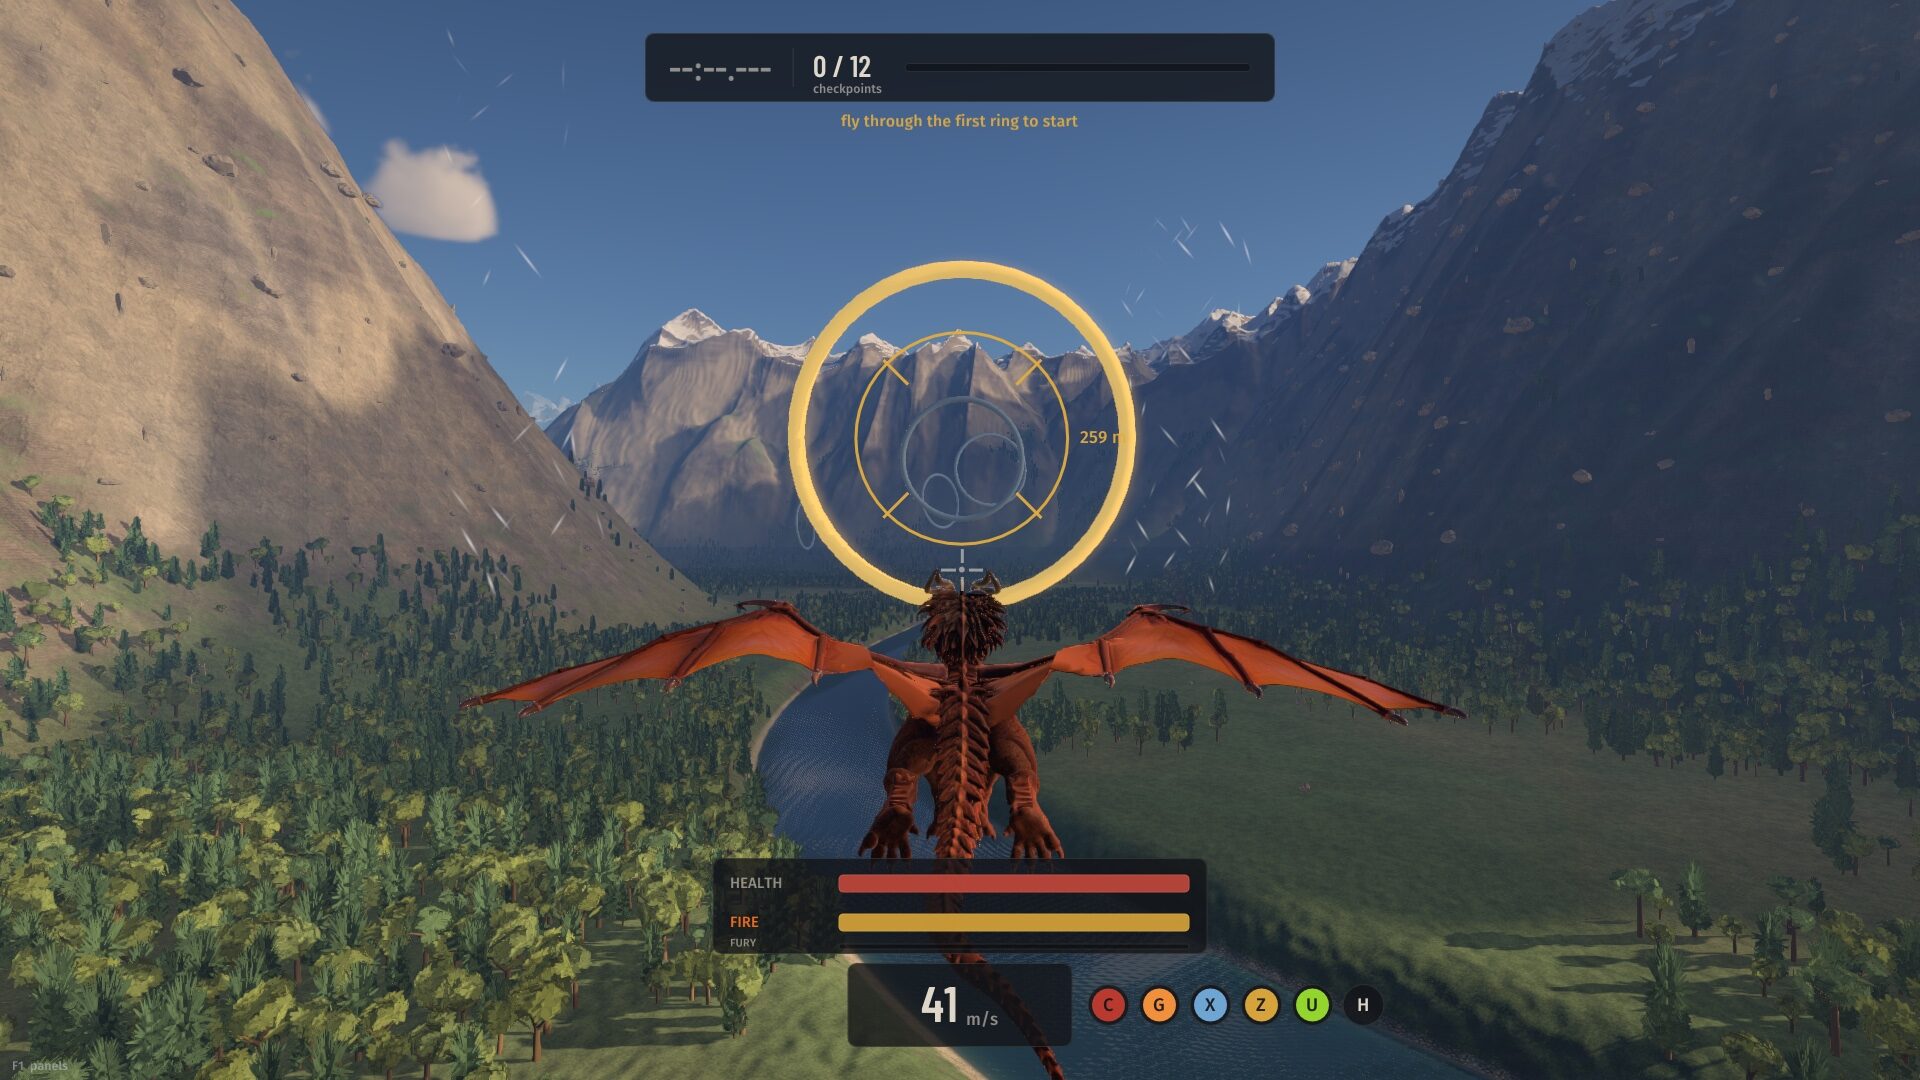 --:--.---
0 / 12
checkpoints
fly through the first ring to start
259 m
HEALTH
FIRE
FURY
41 m/s
C G X Z U H
F1 panels